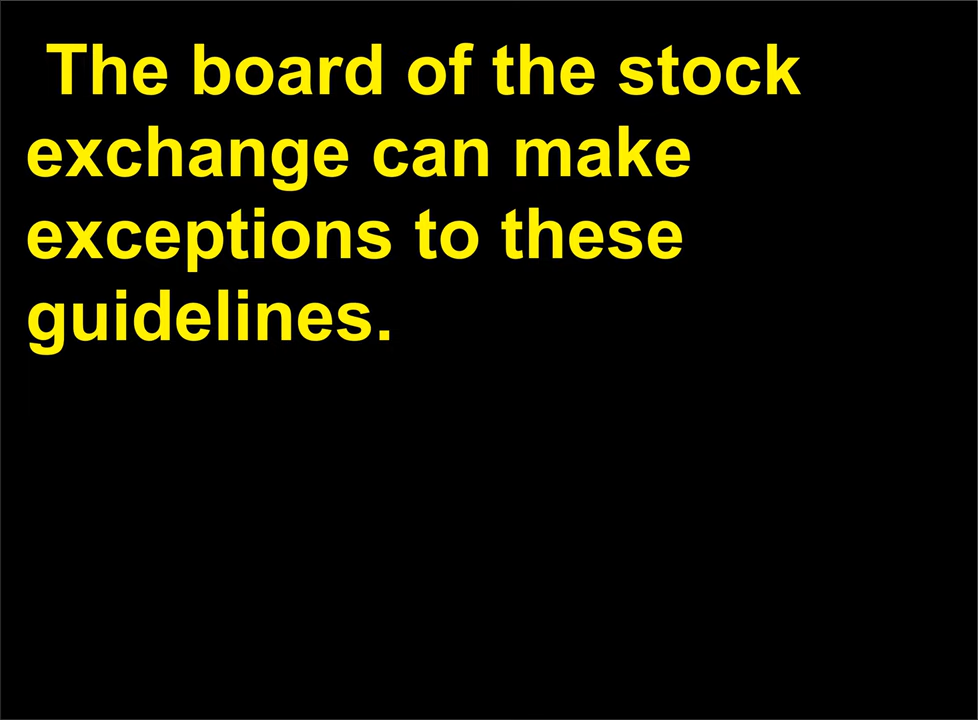 The board of the stock
exchange can make
exceptions to these
guidelines.